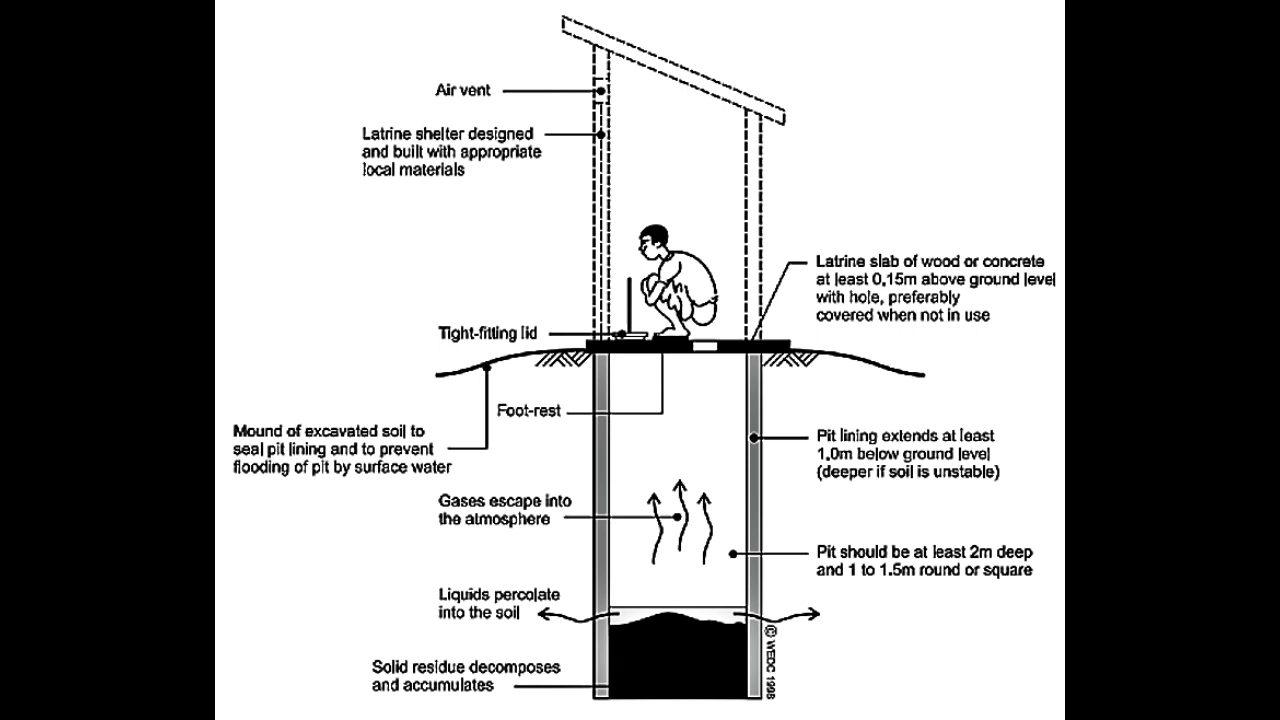 Air vent
Latrine shelter designed
and built with appropriate
local materials
Latrine slab of wood or concrete
at least 0.15m above ground level
with hole, preferably
covered when not in use
Tight-fitting lid
Foot-rest
Mound of excavated soil to
seal pit lining and to prevent
flooding of pit by surface water
Pit lining extends at least
1.0m below ground level
(deeper if soil is unstable)
Gases escape into
the atmosphere
Pit should be at least 2m deep
and 1 to 1.5m round or square
Liquids percolate
into the soil
Solid residue decomposes
and accumulates
© WEDC 1998